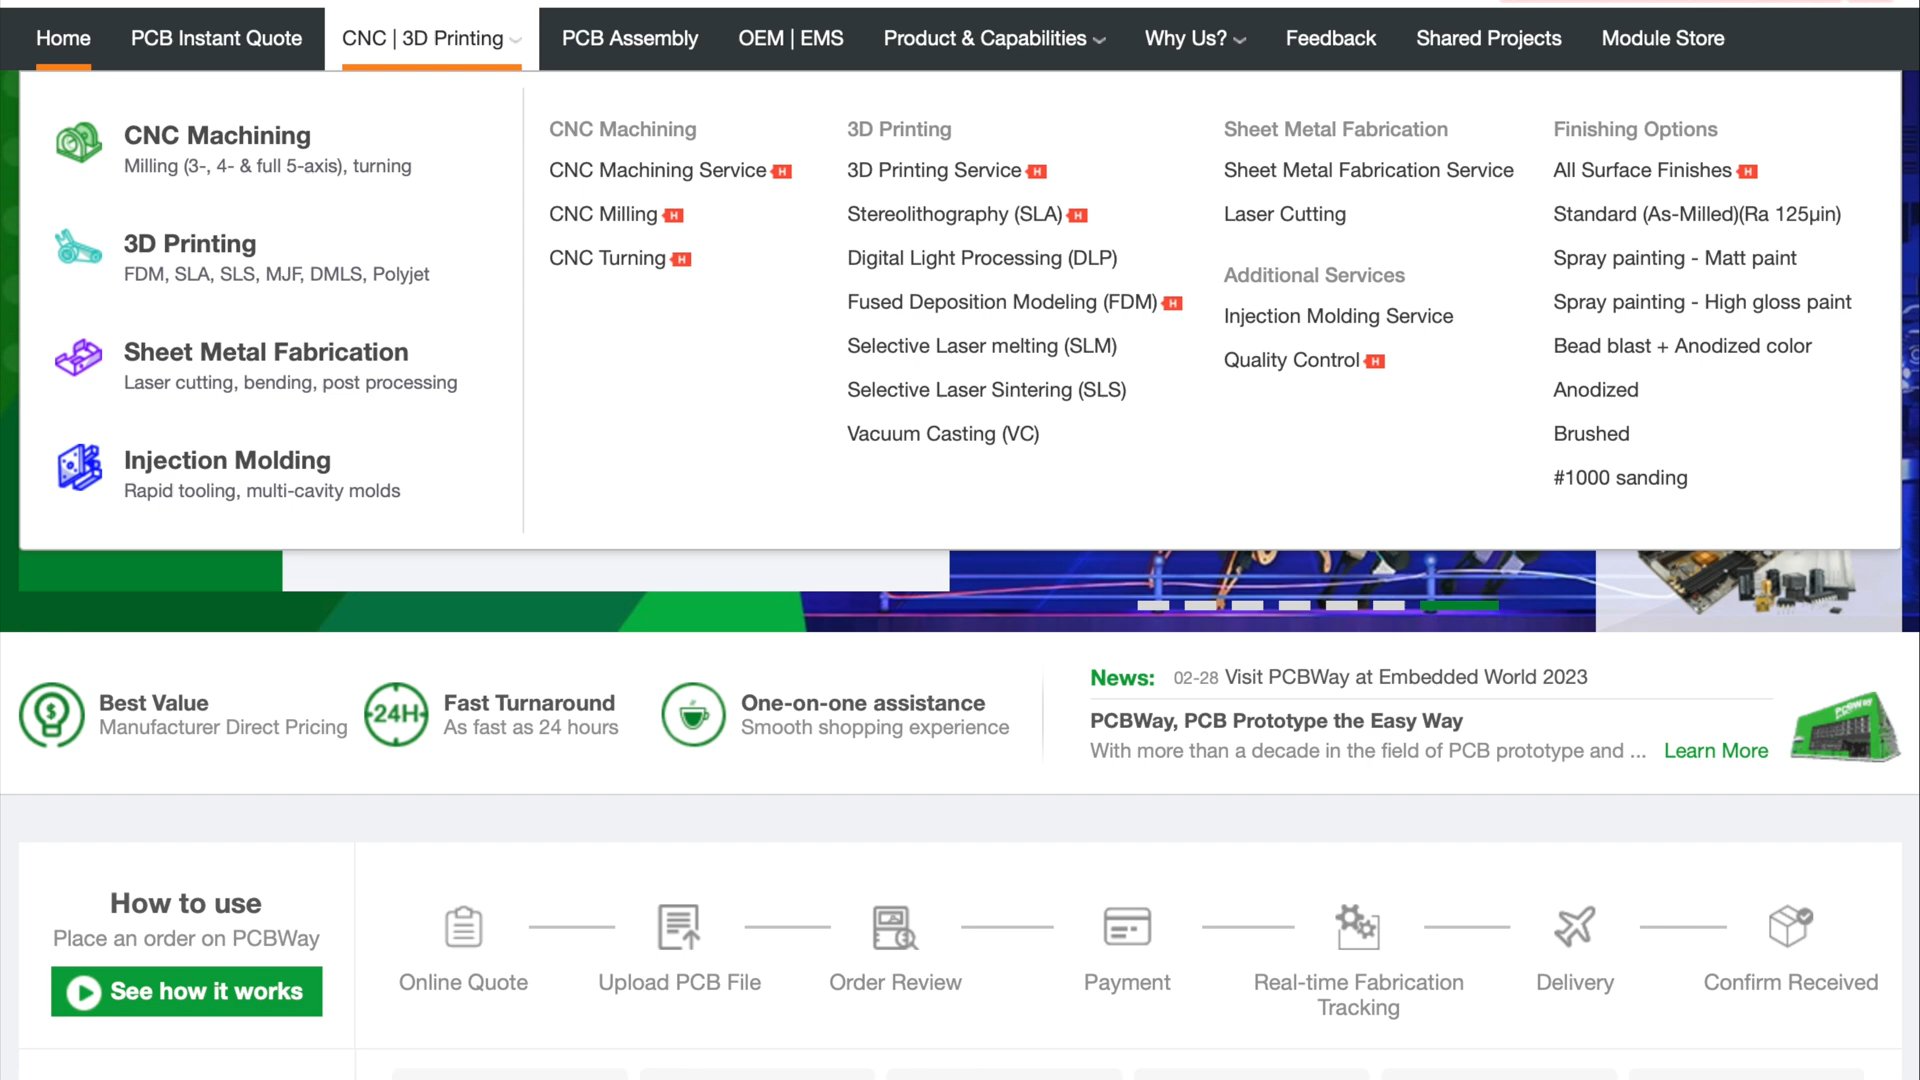 Home
PCB Instant Quote
CNC | 3D Printing
PCB Assembly
OEM | EMS
Product & Capabilities
Why Us?
Feedback
Shared Projects
Module Store
CNC Machining
Milling (3-, 4- & full 5-axis), turning
3D Printing
FDM, SLA, SLS, MJF, DMLS, Polyjet
Sheet Metal Fabrication
Laser cutting, bending, post processing
Injection Molding
Rapid tooling, multi-cavity molds
CNC Machining
CNC Machining Service H
CNC Milling H
CNC Turning H
3D Printing
3D Printing Service H
Stereolithography (SLA) H
Digital Light Processing (DLP)
Fused Deposition Modeling (FDM) H
Selective Laser melting (SLM)
Selective Laser Sintering (SLS)
Vacuum Casting (VC)
Sheet Metal Fabrication
Sheet Metal Fabrication Service
Laser Cutting
Additional Services
Injection Molding Service
Quality Control H
Finishing Options
All Surface Finishes H
Standard (As-Milled)(Ra 125µin)
Spray painting - Matt paint
Spray painting - High gloss paint
Bead blast + Anodized color
Anodized
Brushed
#1000 sanding
$
Best Value
Manufacturer Direct Pricing
24H
Fast Turnaround
As fast as 24 hours
One-on-one assistance
Smooth shopping experience
News: 02-28 Visit PCBWay at Embedded World 2023
PCBWay, PCB Prototype the Easy Way
With more than a decade in the field of PCB prototype and ... Learn More
PCBWay
How to use
Place an order on PCBWay
See how it works
Online Quote
Upload PCB File
Order Review
Payment
Real-time Fabrication
Tracking
Delivery
Confirm Received